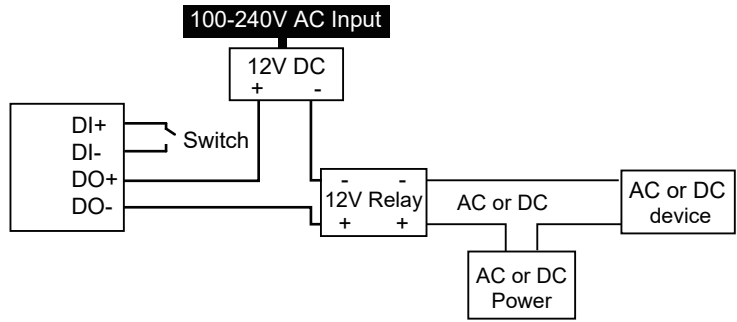 100-240V AC Input
12V DC
+ -
DI+
DI-
DO+
DO-
Switch
- -
12V Relay
+ +
AC or DC
AC or DC
device
AC or DC
Power